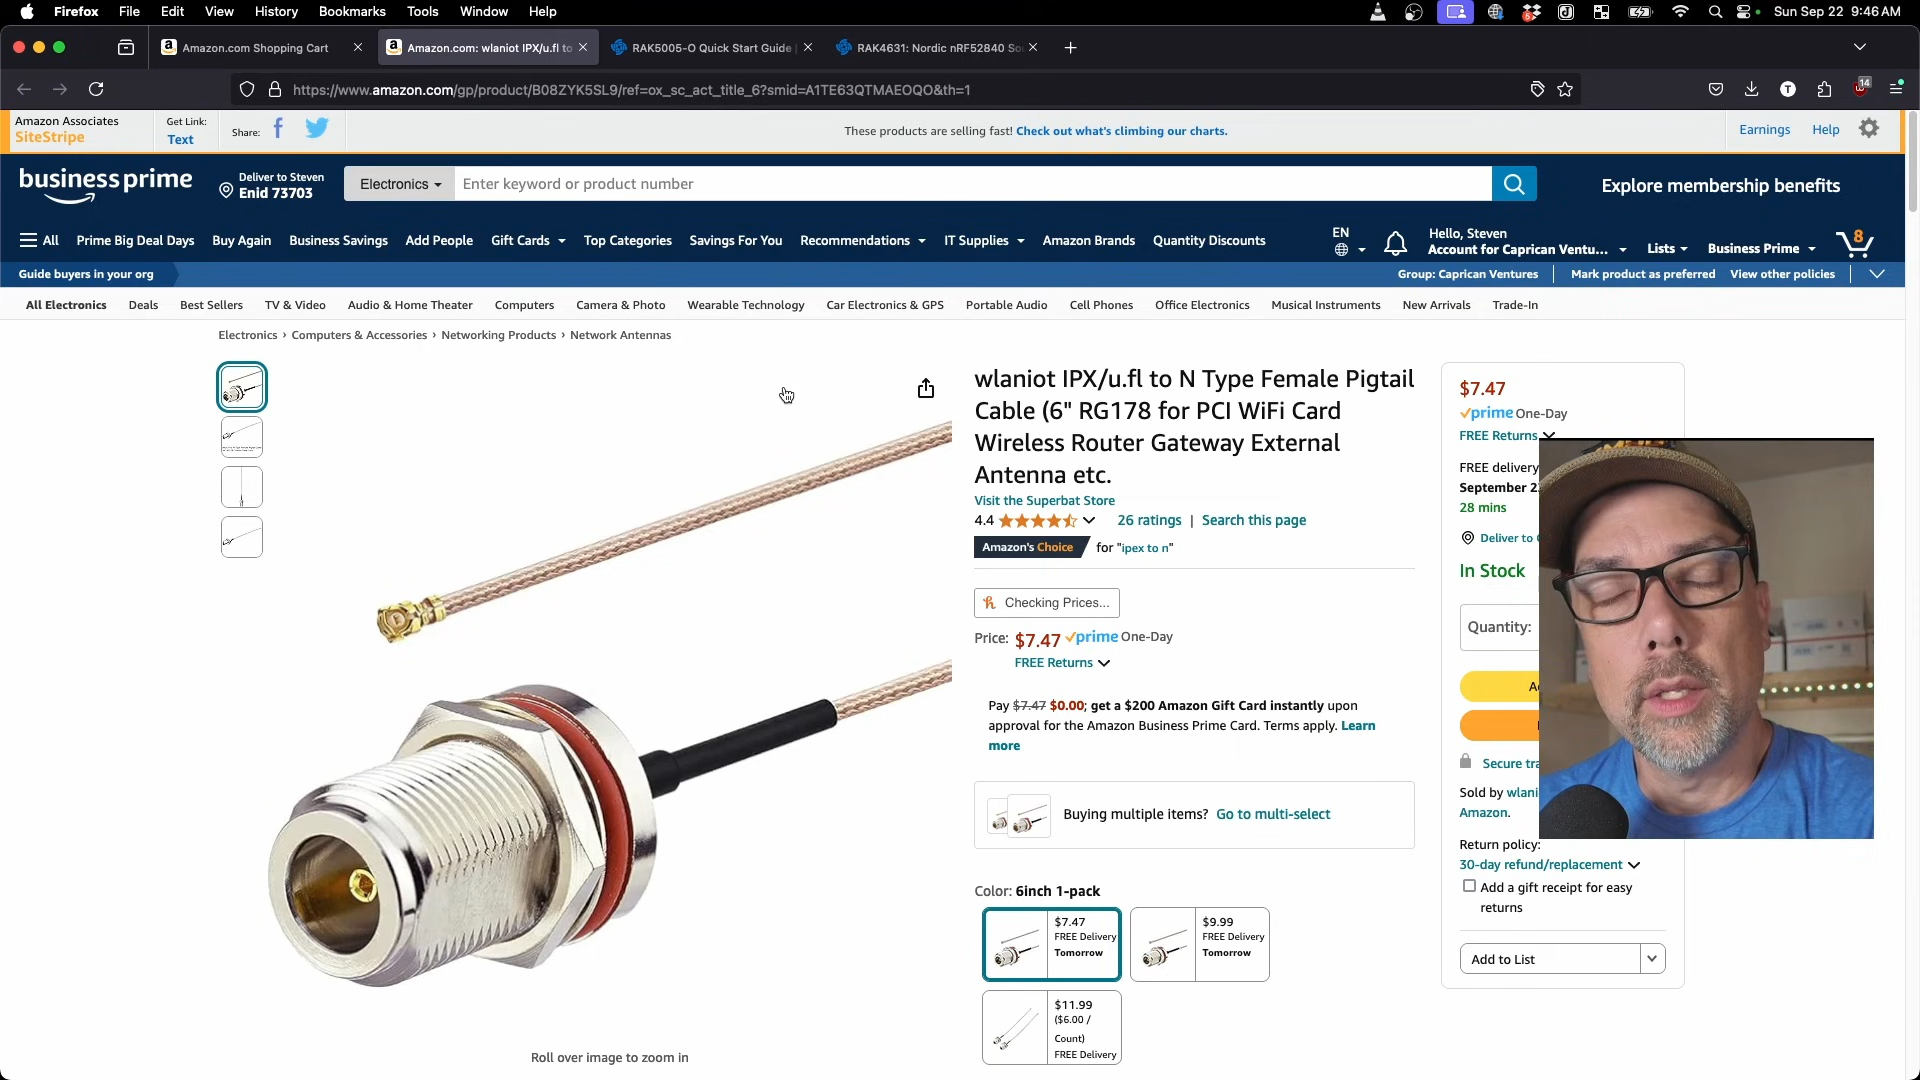 Firefox File Edit View History Bookmarks Tools Window Help
Sun Sep 22 9:46 AM
Amazon.com Shopping Cart
Amazon.com: wlaniot IPX/u.fl to
RAK5005-O Quick Start Guide |
RAK4631: Nordic nRF52840 So
https://www.amazon.com/gp/product/B08ZYK5SL9/ref=ox_sc_act_title_6?smid=A1TE63QTMAEOQO&th=1
14
Amazon Associates
SiteStripe
Get Link:
Text
Share:
These products are selling fast! Check out what's climbing our charts.
Earnings Help
business prime
Deliver to Steven
Enid 73703
Electronics
Enter keyword or product number
Explore membership benefits
All Prime Big Deal Days Buy Again Business Savings Add People Gift Cards Top Categories Savings For You Recommendations IT Supplies Amazon Brands Quantity Discounts
EN
Hello, Steven
Account for Caprican Ventu...
Lists
Business Prime
8
Guide buyers in your org
Group: Caprican Ventures
Mark product as preferred
View other policies
All Electronics Deals Best Sellers TV & Video Audio & Home Theater Computers Camera & Photo Wearable Technology Car Electronics & GPS Portable Audio Cell Phones Office Electronics Musical Instruments New Arrivals Trade-In
Electronics › Computers & Accessories › Networking Products › Network Antennas
Roll over image to zoom in
wlaniot IPX/u.fl to N Type Female Pigtail
Cable (6" RG178 for PCI WiFi Card
Wireless Router Gateway External
Antenna etc.
Visit the Superbat Store
4.4
26 ratings | Search this page
Amazon's Choice for "ipex to n"
Checking Prices...
Price: $7.47 prime One-Day
FREE Returns
Pay $7.47 $0.00; get a $200 Amazon Gift Card instantly upon
approval for the Amazon Business Prime Card. Terms apply. Learn
more
Buying multiple items? Go to multi-select
Color: 6inch 1-pack
$7.47
FREE Delivery
Tomorrow
$9.99
FREE Delivery
Tomorrow
$11.99
($6.00 /
Count)
FREE Delivery
$7.47
prime One-Day
FREE Returns
FREE delivery
September 2
28 mins
Deliver to
In Stock
Quantity:
Secure tra
Sold by wlani
Amazon.
Return policy:
30-day refund/replacement
Add a gift receipt for easy
returns
Add to List